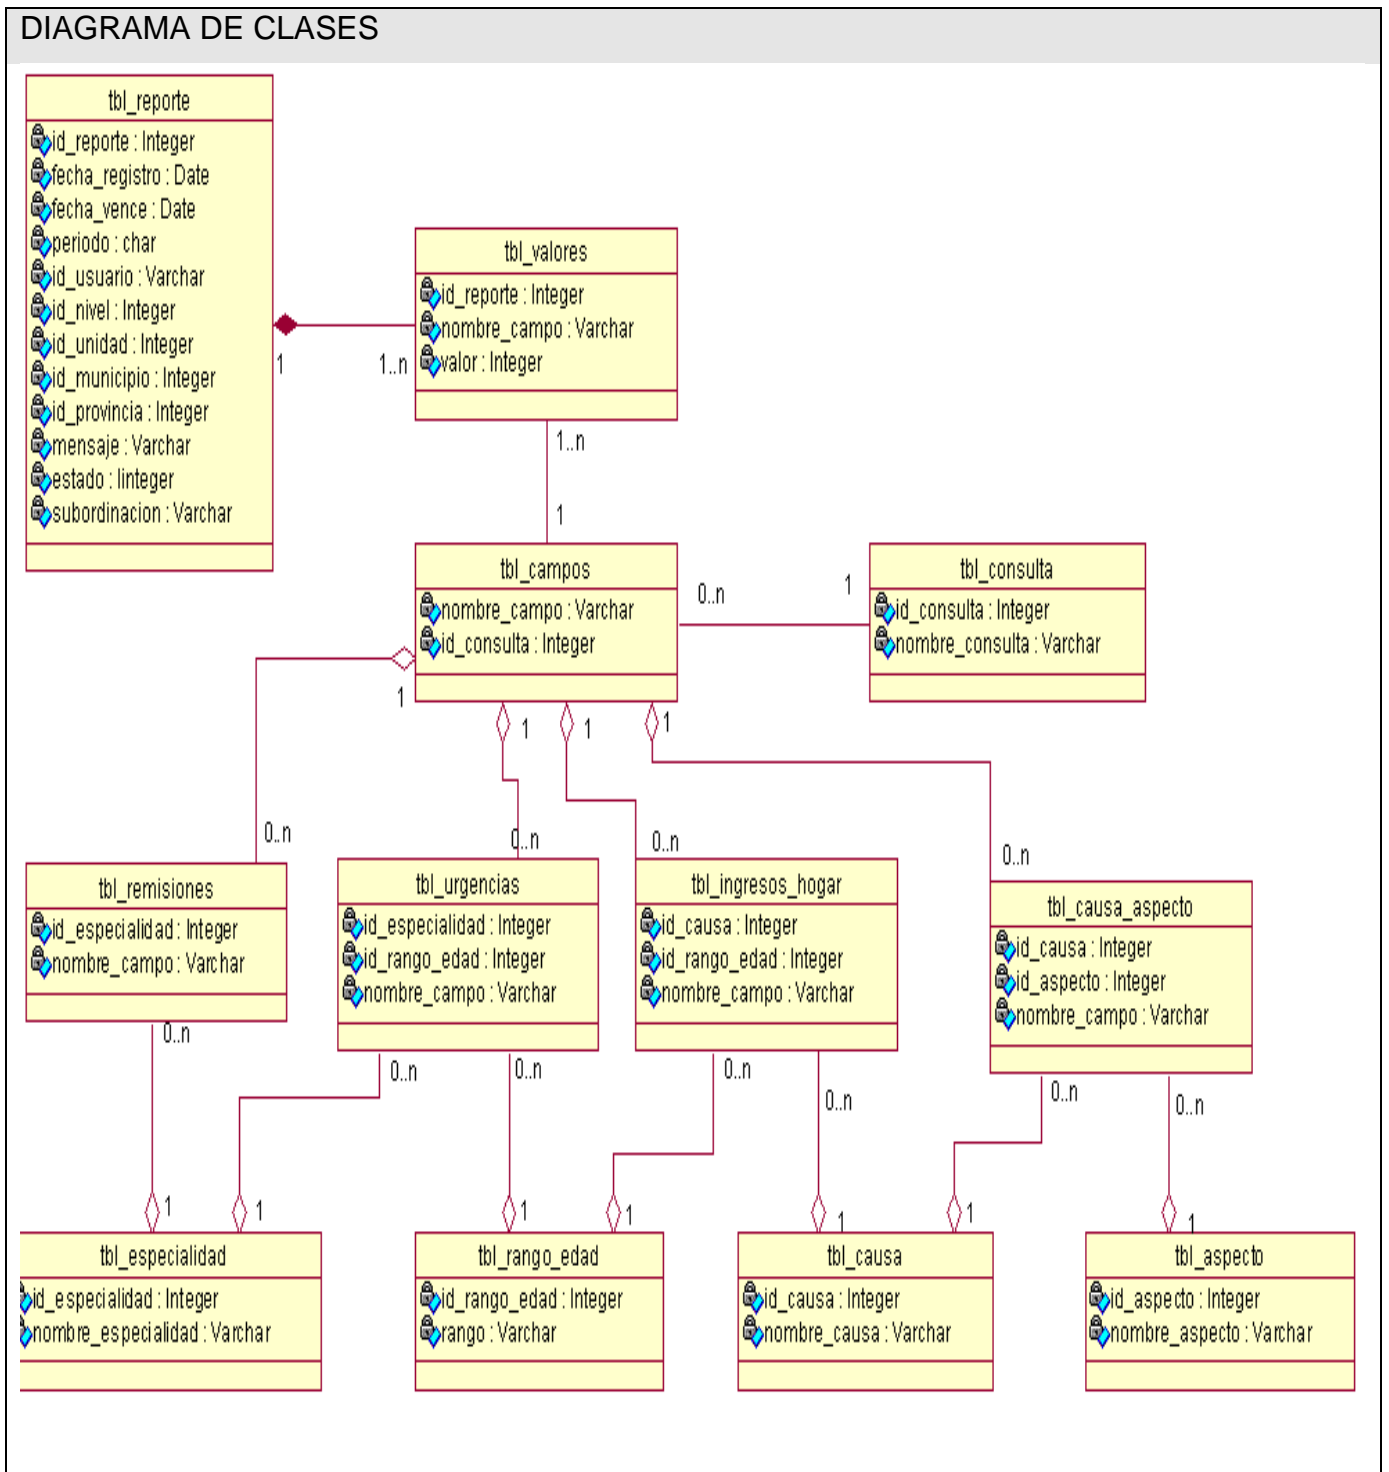 DIAGRAMA DE CLASES
tbl_reporte
id_reporte : Integer
fecha_registro : Date
fecha_vence : Date
periodo : char
id_usuario : Varchar
id_nivel : Integer
id_unidad : Integer
id_municipio : Integer
id_provincia : Integer
mensaje : Varchar
estado : Iinteger
subordinacion : Varchar
1
1..n
tbl_valores
id_reporte : Integer
nombre_campo : Varchar
valor : Integer
1..n
1
tbl_campos
nombre_campo : Varchar
id_consulta : Integer
0..n
1
tbl_consulta
id_consulta : Integer
nombre_consulta : Varchar
1
1
1
1
0..n
0..n
0..n
0..n
tbl_remisiones
id_especialidad : Integer
nombre_campo : Varchar
tbl_urgencias
id_especialidad : Integer
id_rango_edad : Integer
nombre_campo : Varchar
tbl_ingresos_hogar
id_causa : Integer
id_rango_edad : Integer
nombre_campo : Varchar
tbl_causa_aspecto
id_causa : Integer
id_aspecto : Integer
nombre_campo : Varchar
0..n
0..n
0..n
0..n
0..n
0..n
0..n
1
1
1
1
1
1
1
tbl_especialidad
id_especialidad : Integer
nombre_especialidad : Varchar
tbl_rango_edad
id_rango_edad : Integer
rango : Varchar
tbl_causa
id_causa : Integer
nombre_causa : Varchar
tbl_aspecto
id_aspecto : Integer
nombre_aspecto : Varchar